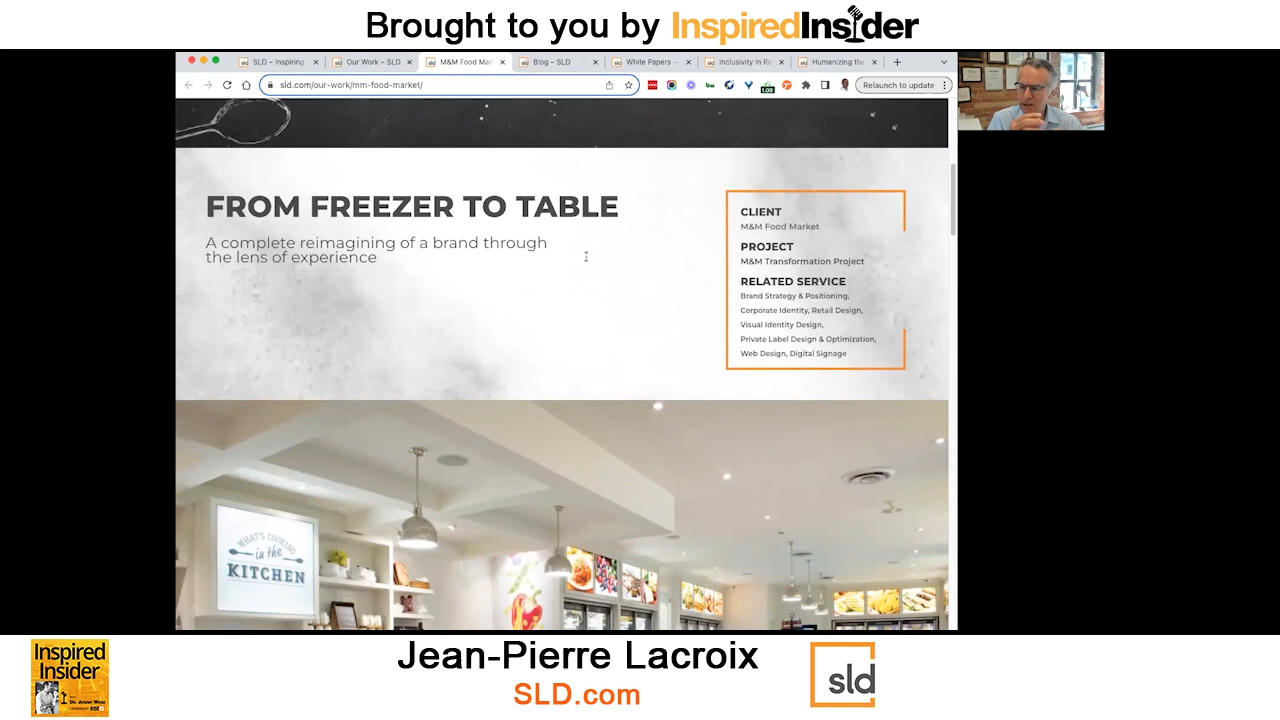 Brought to you by InspiredInsider
SLD – Inspiring
Our Work – SLD
M&M Food Mar
Blog – SLD
White Papers –
Inclusivity in Re
Humanizing the
sld.com/our-work/mm-food-market/
1.00
Relaunch to update
FROM FREEZER TO TABLE
A complete reimagining of a brand through
the lens of experience
CLIENT
M&M Food Market
PROJECT
M&M Transformation Project
RELATED SERVICE
Brand Strategy & Positioning,
Corporate Identity, Retail Design,
Visual Identity Design,
Private Label Design & Optimization,
Web Design, Digital Signage
WHAT'S COOKING
in the
KITCHEN
Inspired
Insider
Jean-Pierre Lacroix
SLD.com
sld